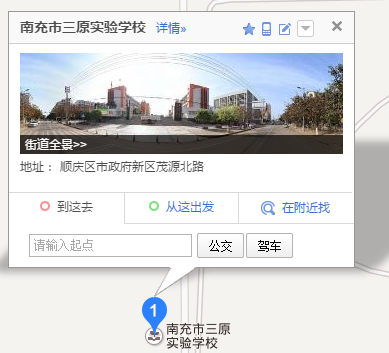 南充市三原实验学校 详情»
街道全景>>
地址： 顺庆区市政府新区茂源北路
到这去 从这出发 在附近找
请输入起点 公交 驾车
1
南充市三原
实验学校